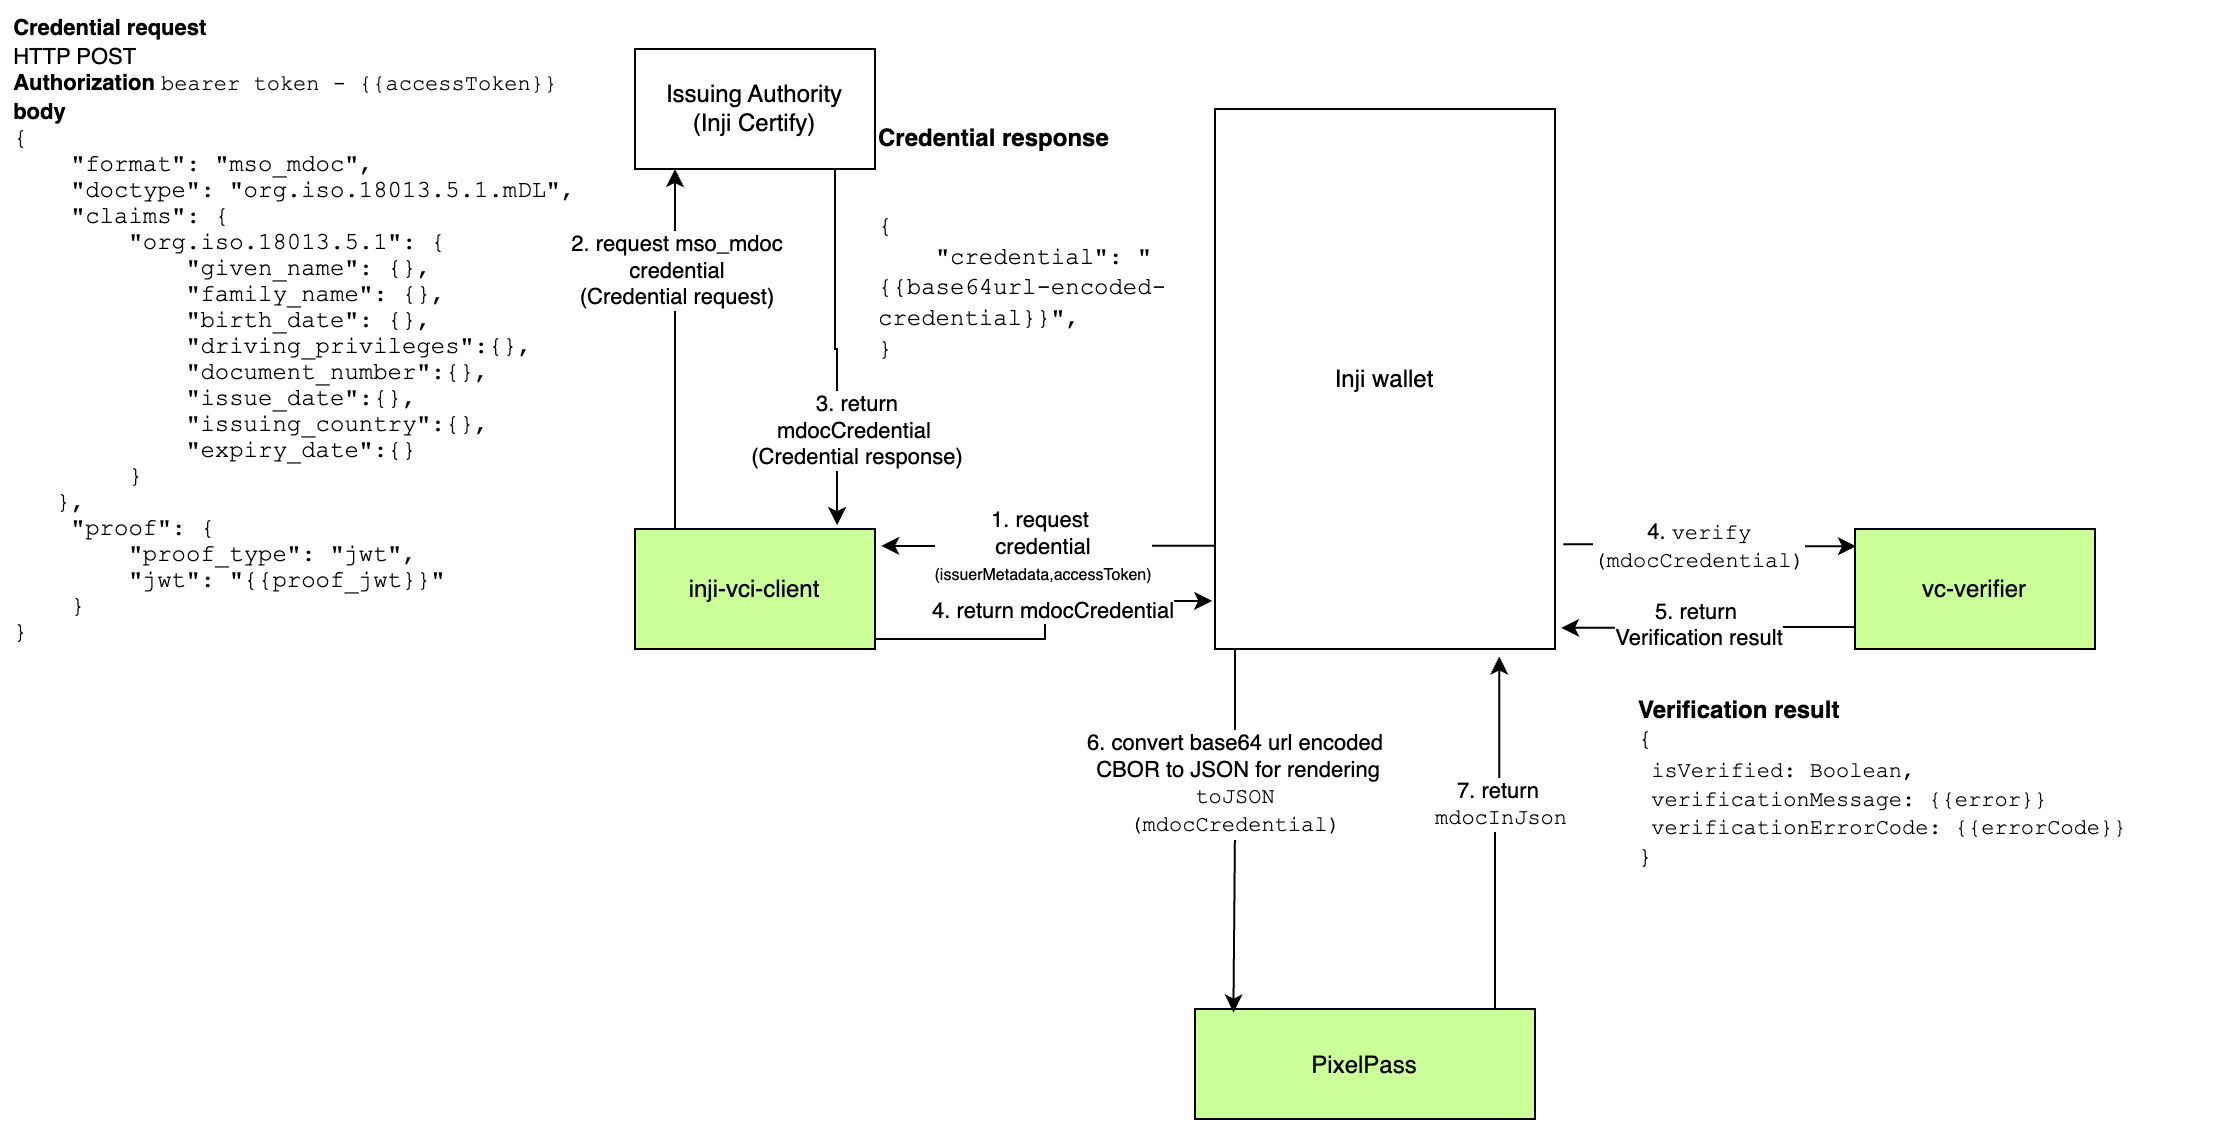 Credential request
HTTP POST
Authorization bearer token - {{accessToken}}
body
{
    "format": "mso_mdoc",
    "doctype": "org.iso.18013.5.1.mDL",
    "claims": {
        "org.iso.18013.5.1": {
            "given_name": {},
            "family_name": {},
            "birth_date": {},
            "driving_privileges":{},
            "document_number":{},
            "issue_date":{},
            "issuing_country":{},
            "expiry_date":{}
        }
   },
    "proof": {
        "proof_type": "jwt",
        "jwt": "{{proof_jwt}}"
    }
}
Issuing Authority
(Inji Certify)
Credential response
{
    "credential": "
{{base64url-encoded-
credential}}",
}
2. request mso_mdoc
credential
(Credential request)
3. return
mdocCredential
(Credential response)
Inji wallet
1. request
credential
(issuerMetadata,accessToken)
inji-vci-client
4. return mdocCredential
4. verify
(mdocCredential)
vc-verifier
5. return
Verification result
Verification result
{
 isVerified: Boolean,
 verificationMessage: {{error}}
 verificationErrorCode: {{errorCode}}
}
6. convert base64 url encoded
CBOR to JSON for rendering
toJSON
(mdocCredential)
7. return
mdocInJson
PixelPass